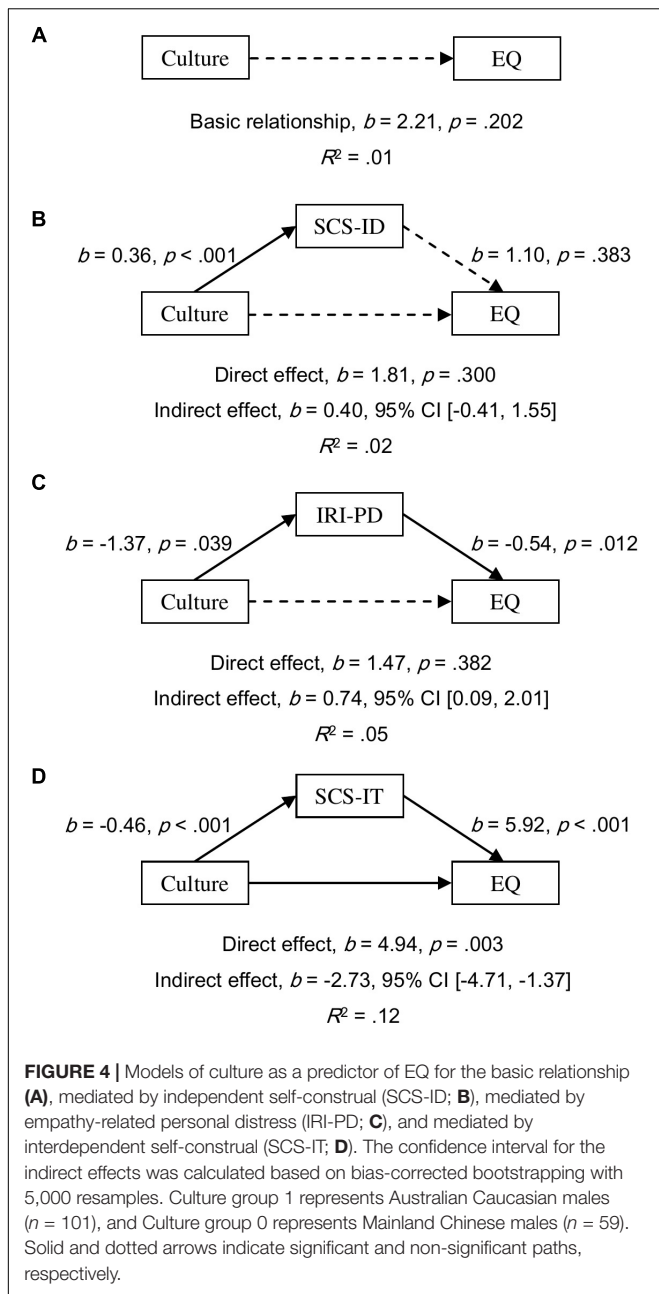 A
Culture
EQ
Basic relationship, b = 2.21, p = .202
R² = .01
B
SCS-ID
b = 0.36, p < .001
b = 1.10, p = .383
Culture
EQ
Direct effect, b = 1.81, p = .300
Indirect effect, b = 0.40, 95% CI [-0.41, 1.55]
R² = .02
C
IRI-PD
b = -1.37, p = .039
b = -0.54, p = .012
Culture
EQ
Direct effect, b = 1.47, p = .382
Indirect effect, b = 0.74, 95% CI [0.09, 2.01]
R² = .05
D
SCS-IT
b = -0.46, p < .001
b = 5.92, p < .001
Culture
EQ
Direct effect, b = 4.94, p = .003
Indirect effect, b = -2.73, 95% CI [-4.71, -1.37]
R² = .12
FIGURE 4 | Models of culture as a predictor of EQ for the basic relationship
(A), mediated by independent self-construal (SCS-ID; B), mediated by
empathy-related personal distress (IRI-PD; C), and mediated by
interdependent self-construal (SCS-IT; D). The confidence interval for the
indirect effects was calculated based on bias-corrected bootstrapping with
5,000 resamples. Culture group 1 represents Australian Caucasian males
(n = 101), and Culture group 0 represents Mainland Chinese males (n = 59).
Solid and dotted arrows indicate significant and non-significant paths,
respectively.